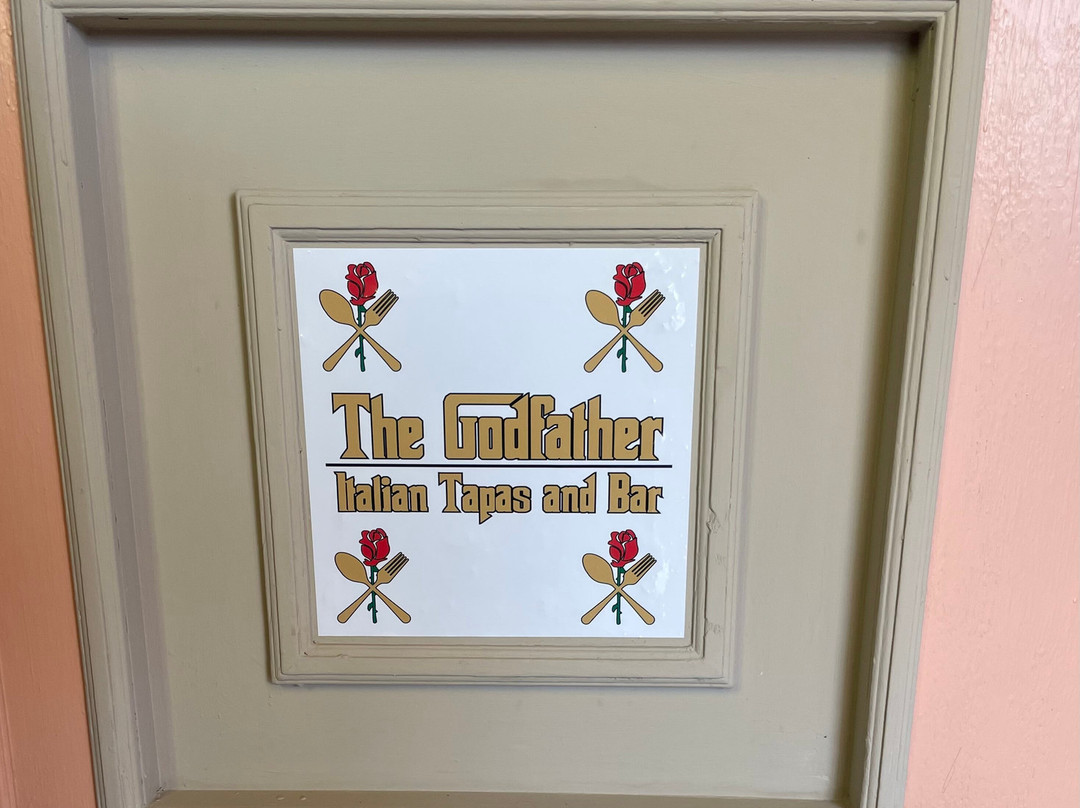 The Godfather
Italian Tapas and Bar